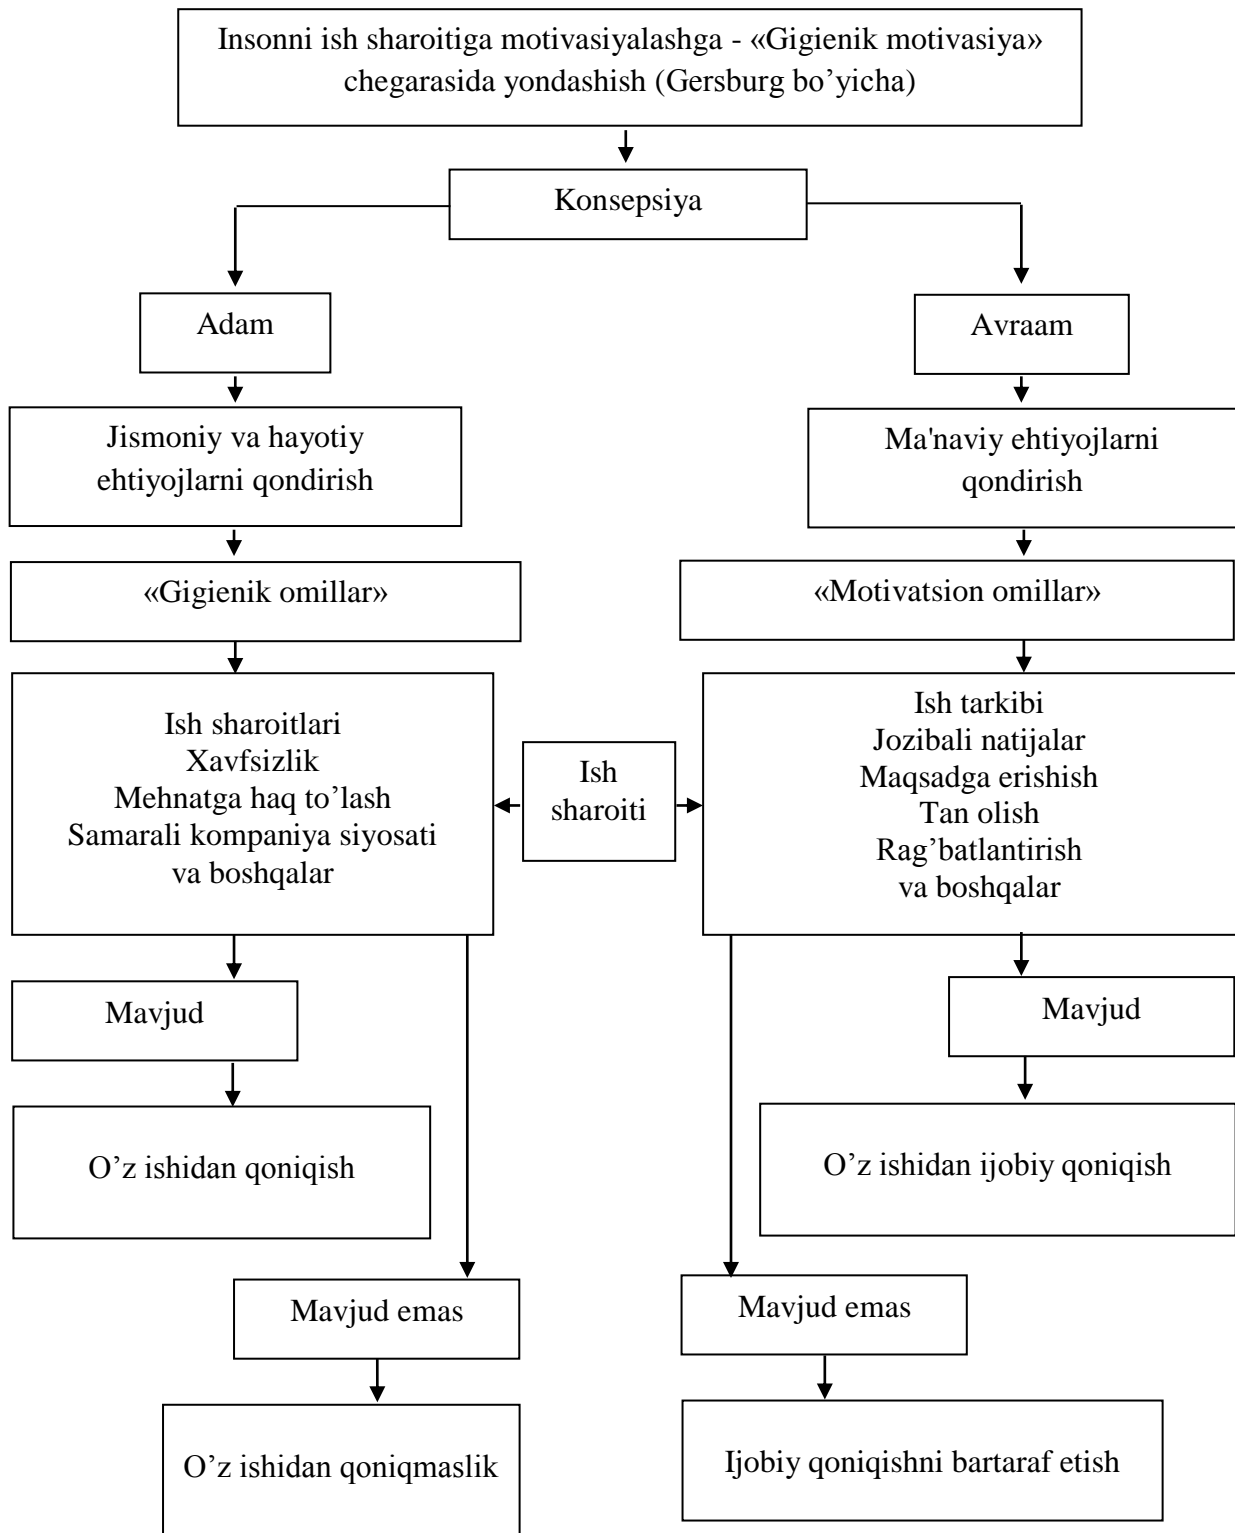 Insonni ish sharoitiga motivasiyalashga - «Gigienik motivasiya»
chegarasida yondashish (Gersburg bo’yicha)
Konsepsiya
Adam
Avraam
Jismoniy va hayotiy
ehtiyojlarni qondirish
Ma'naviy ehtiyojlarni
qondirish
«Gigienik omillar»
«Motivatsion omillar»
Ish sharoitlari
Xavfsizlik
Mehnatga haq to’lash
Samarali kompaniya siyosati
va boshqalar
Ish
sharoiti
Ish tarkibi
Jozibali natijalar
Maqsadga erishish
Tan olish
Rag’batlantirish
va boshqalar
Mavjud
Mavjud
O’z ishidan qoniqish
O’z ishidan ijobiy qoniqish
Mavjud emas
Mavjud emas
O’z ishidan qoniqmaslik
Ijobiy qoniqishni bartaraf etish